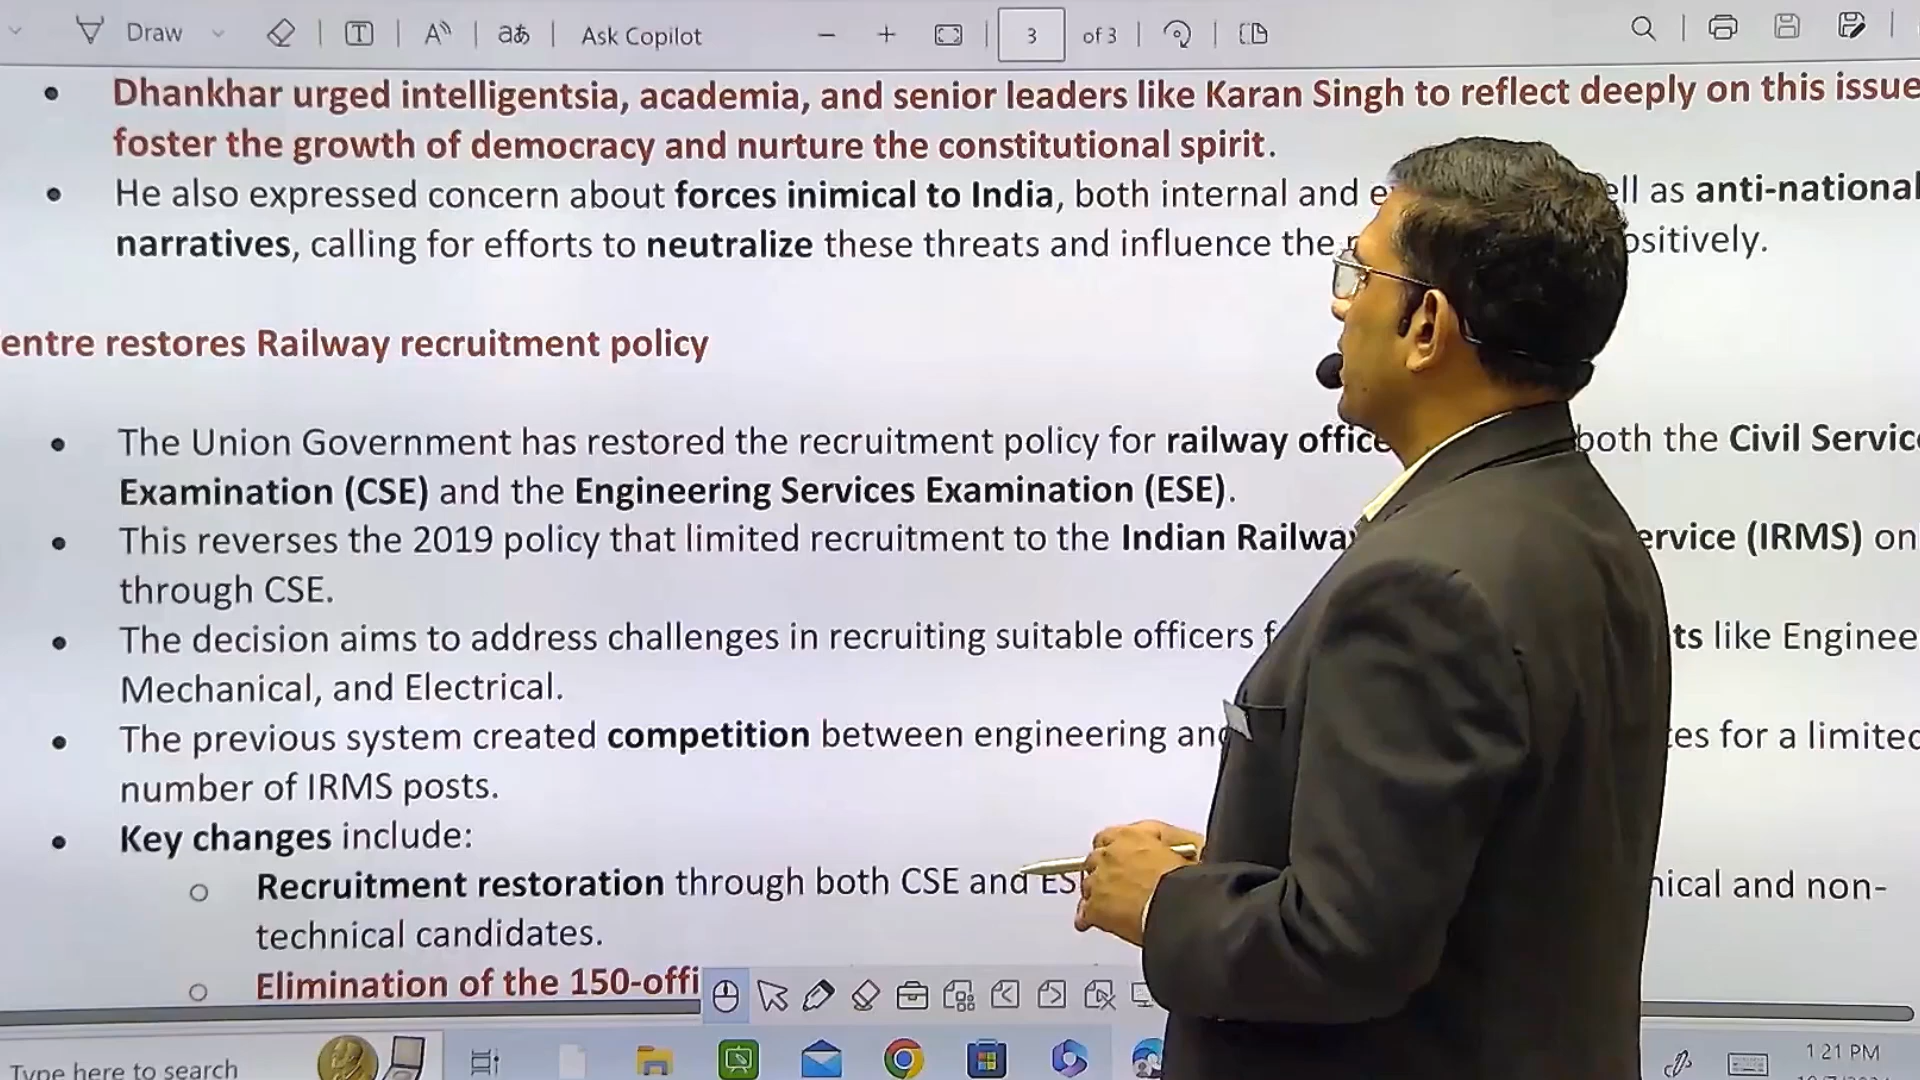 Draw
Ask Copilot
3 of 3
• Dhankhar urged intelligentsia, academia, and senior leaders like Karan Singh to reflect deeply on this issue
foster the growth of democracy and nurture the constitutional spirit.
• He also expressed concern about forces inimical to India, both internal and e ell as anti-national
narratives, calling for efforts to neutralize these threats and influence the ositively.
entre restores Railway recruitment policy
• The Union Government has restored the recruitment policy for railway office both the Civil Service
Examination (CSE) and the Engineering Services Examination (ESE).
• This reverses the 2019 policy that limited recruitment to the Indian Railway ervice (IRMS) on
through CSE.
• The decision aims to address challenges in recruiting suitable officers f ts like Enginee
Mechanical, and Electrical.
• The previous system created competition between engineering and tes for a limited
number of IRMS posts.
• Key changes include:
o Recruitment restoration through both CSE and ES nical and non-
technical candidates.
o Elimination of the 150-offi
Type here to search
1:21 PM